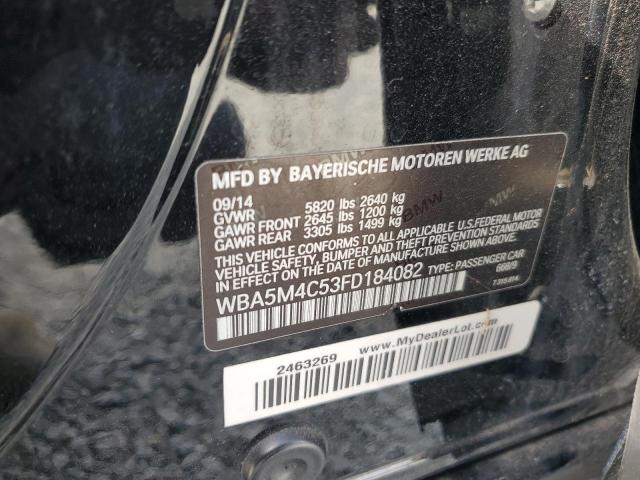 MFD BY BAYERISCHE MOTOREN WERKE AG
09/14
GVWR 5820 lbs 2640 kg
GAWR FRONT 2645 lbs 1200 kg
GAWR REAR 3305 lbs 1499 kg
THIS VEHICLE CONFORMS TO ALL APPLICABLE U.S.FEDERAL MOTOR
VEHICLE SAFETY, BUMPER, AND THEFT PREVENTION STANDARDS
IN EFFECT ON THE DATE OF MANUFACTURE SHOWN ABOVE.
WBA5M4C53FD184082 TYPE: PASSENGER CAR
668/9
2463269 www.MyDealerLot.com